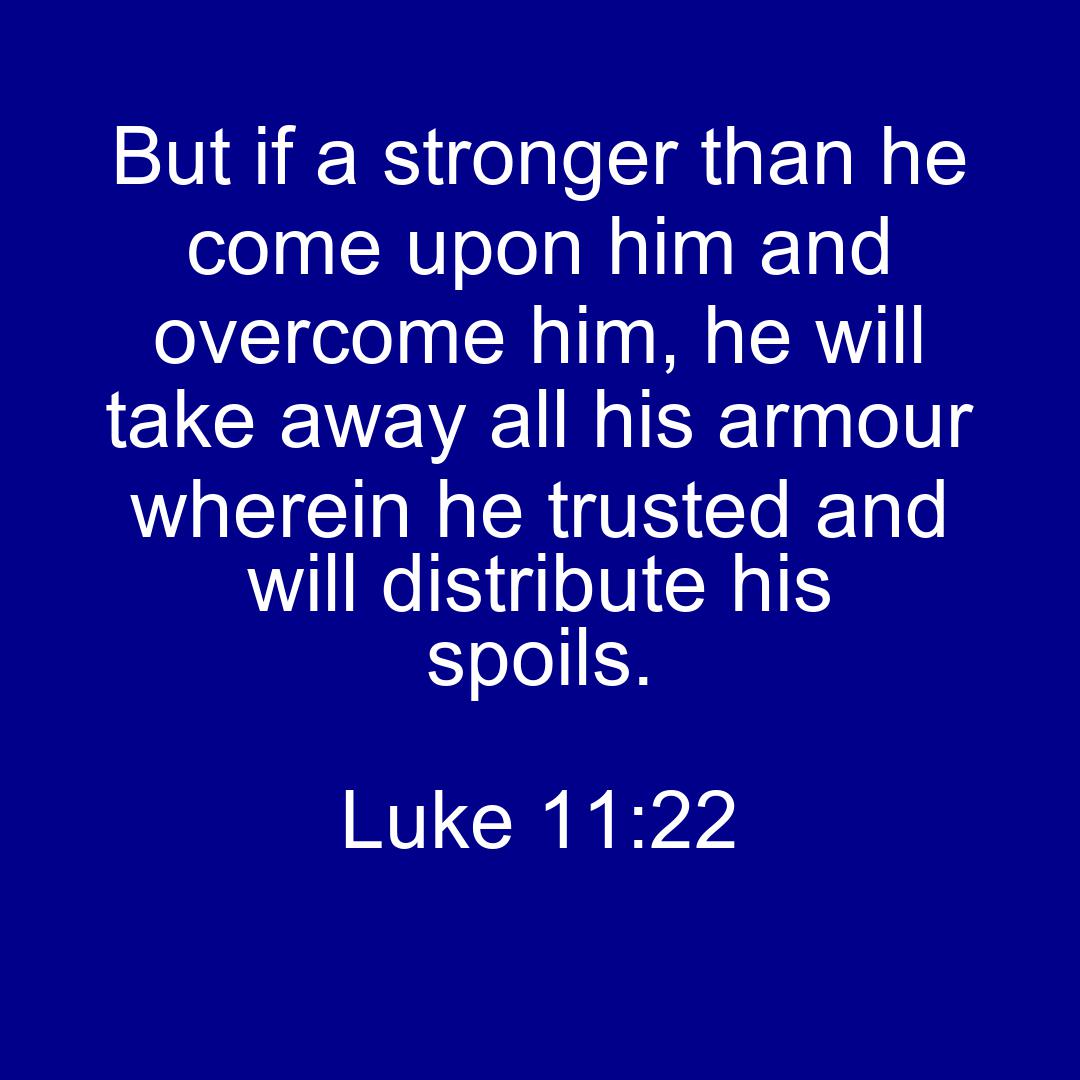 But if a stronger than he
come upon him and
overcome him, he will
take away all his armour
wherein he trusted and
will distribute his
spoils.
Luke 11:22